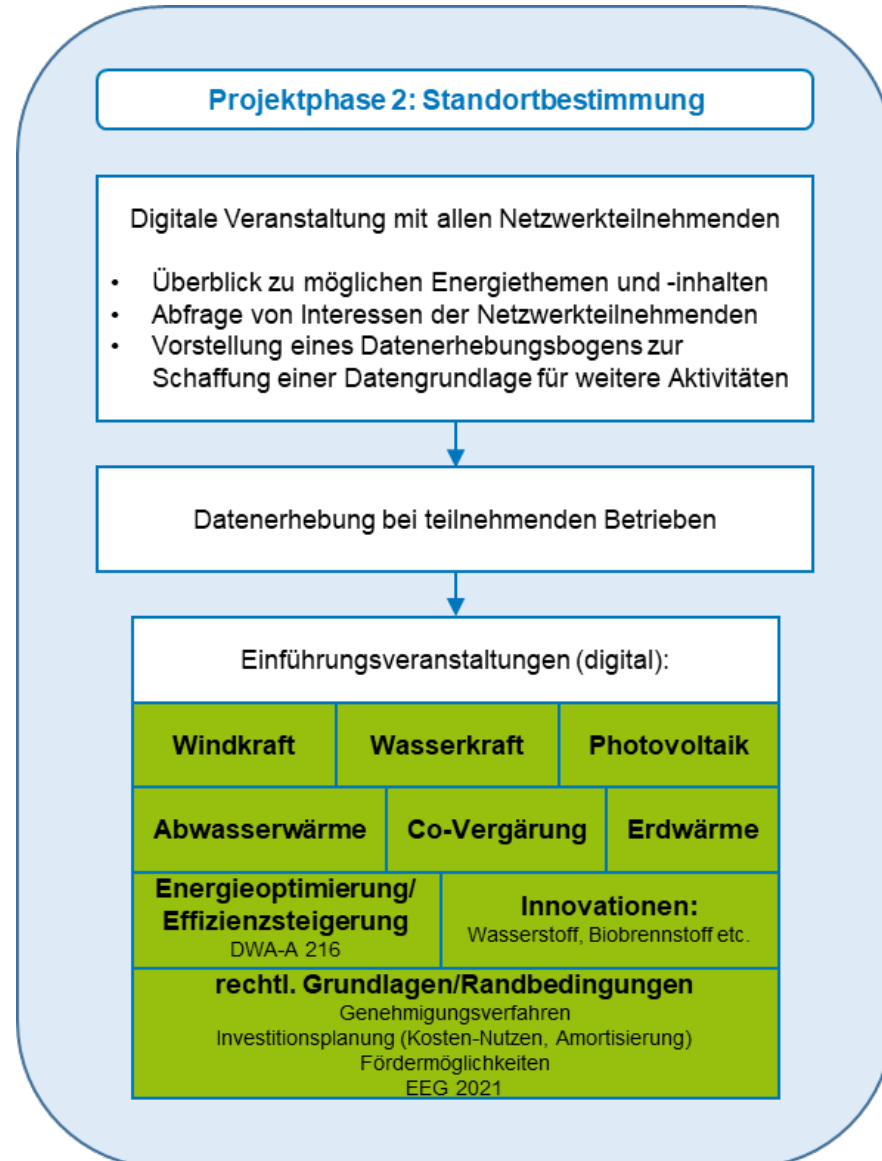 Projektphase 2: Standortbestimmung
Digitale Veranstaltung mit allen Netzwerkteilnehmenden
• Überblick zu möglichen Energiethemen und -inhalten
• Abfrage von Interessen der Netzwerkteilnehmenden
• Vorstellung eines Datenerhebungsbogens zur
Schaffung einer Datengrundlage für weitere Aktivitäten
Datenerhebung bei teilnehmenden Betrieben
Einführungsveranstaltungen (digital):
Windkraft
Wasserkraft
Photovoltaik
Abwasserwärme
Co-Vergärung
Erdwärme
Energieoptimierung/
Effizienzsteigerung
DWA-A 216
Innovationen:
Wasserstoff, Biobrennstoff etc.
rechtl. Grundlagen/Randbedingungen
Genehmigungsverfahren
Investitionsplanung (Kosten-Nutzen, Amortisierung)
Fördermöglichkeiten
EEG 2021